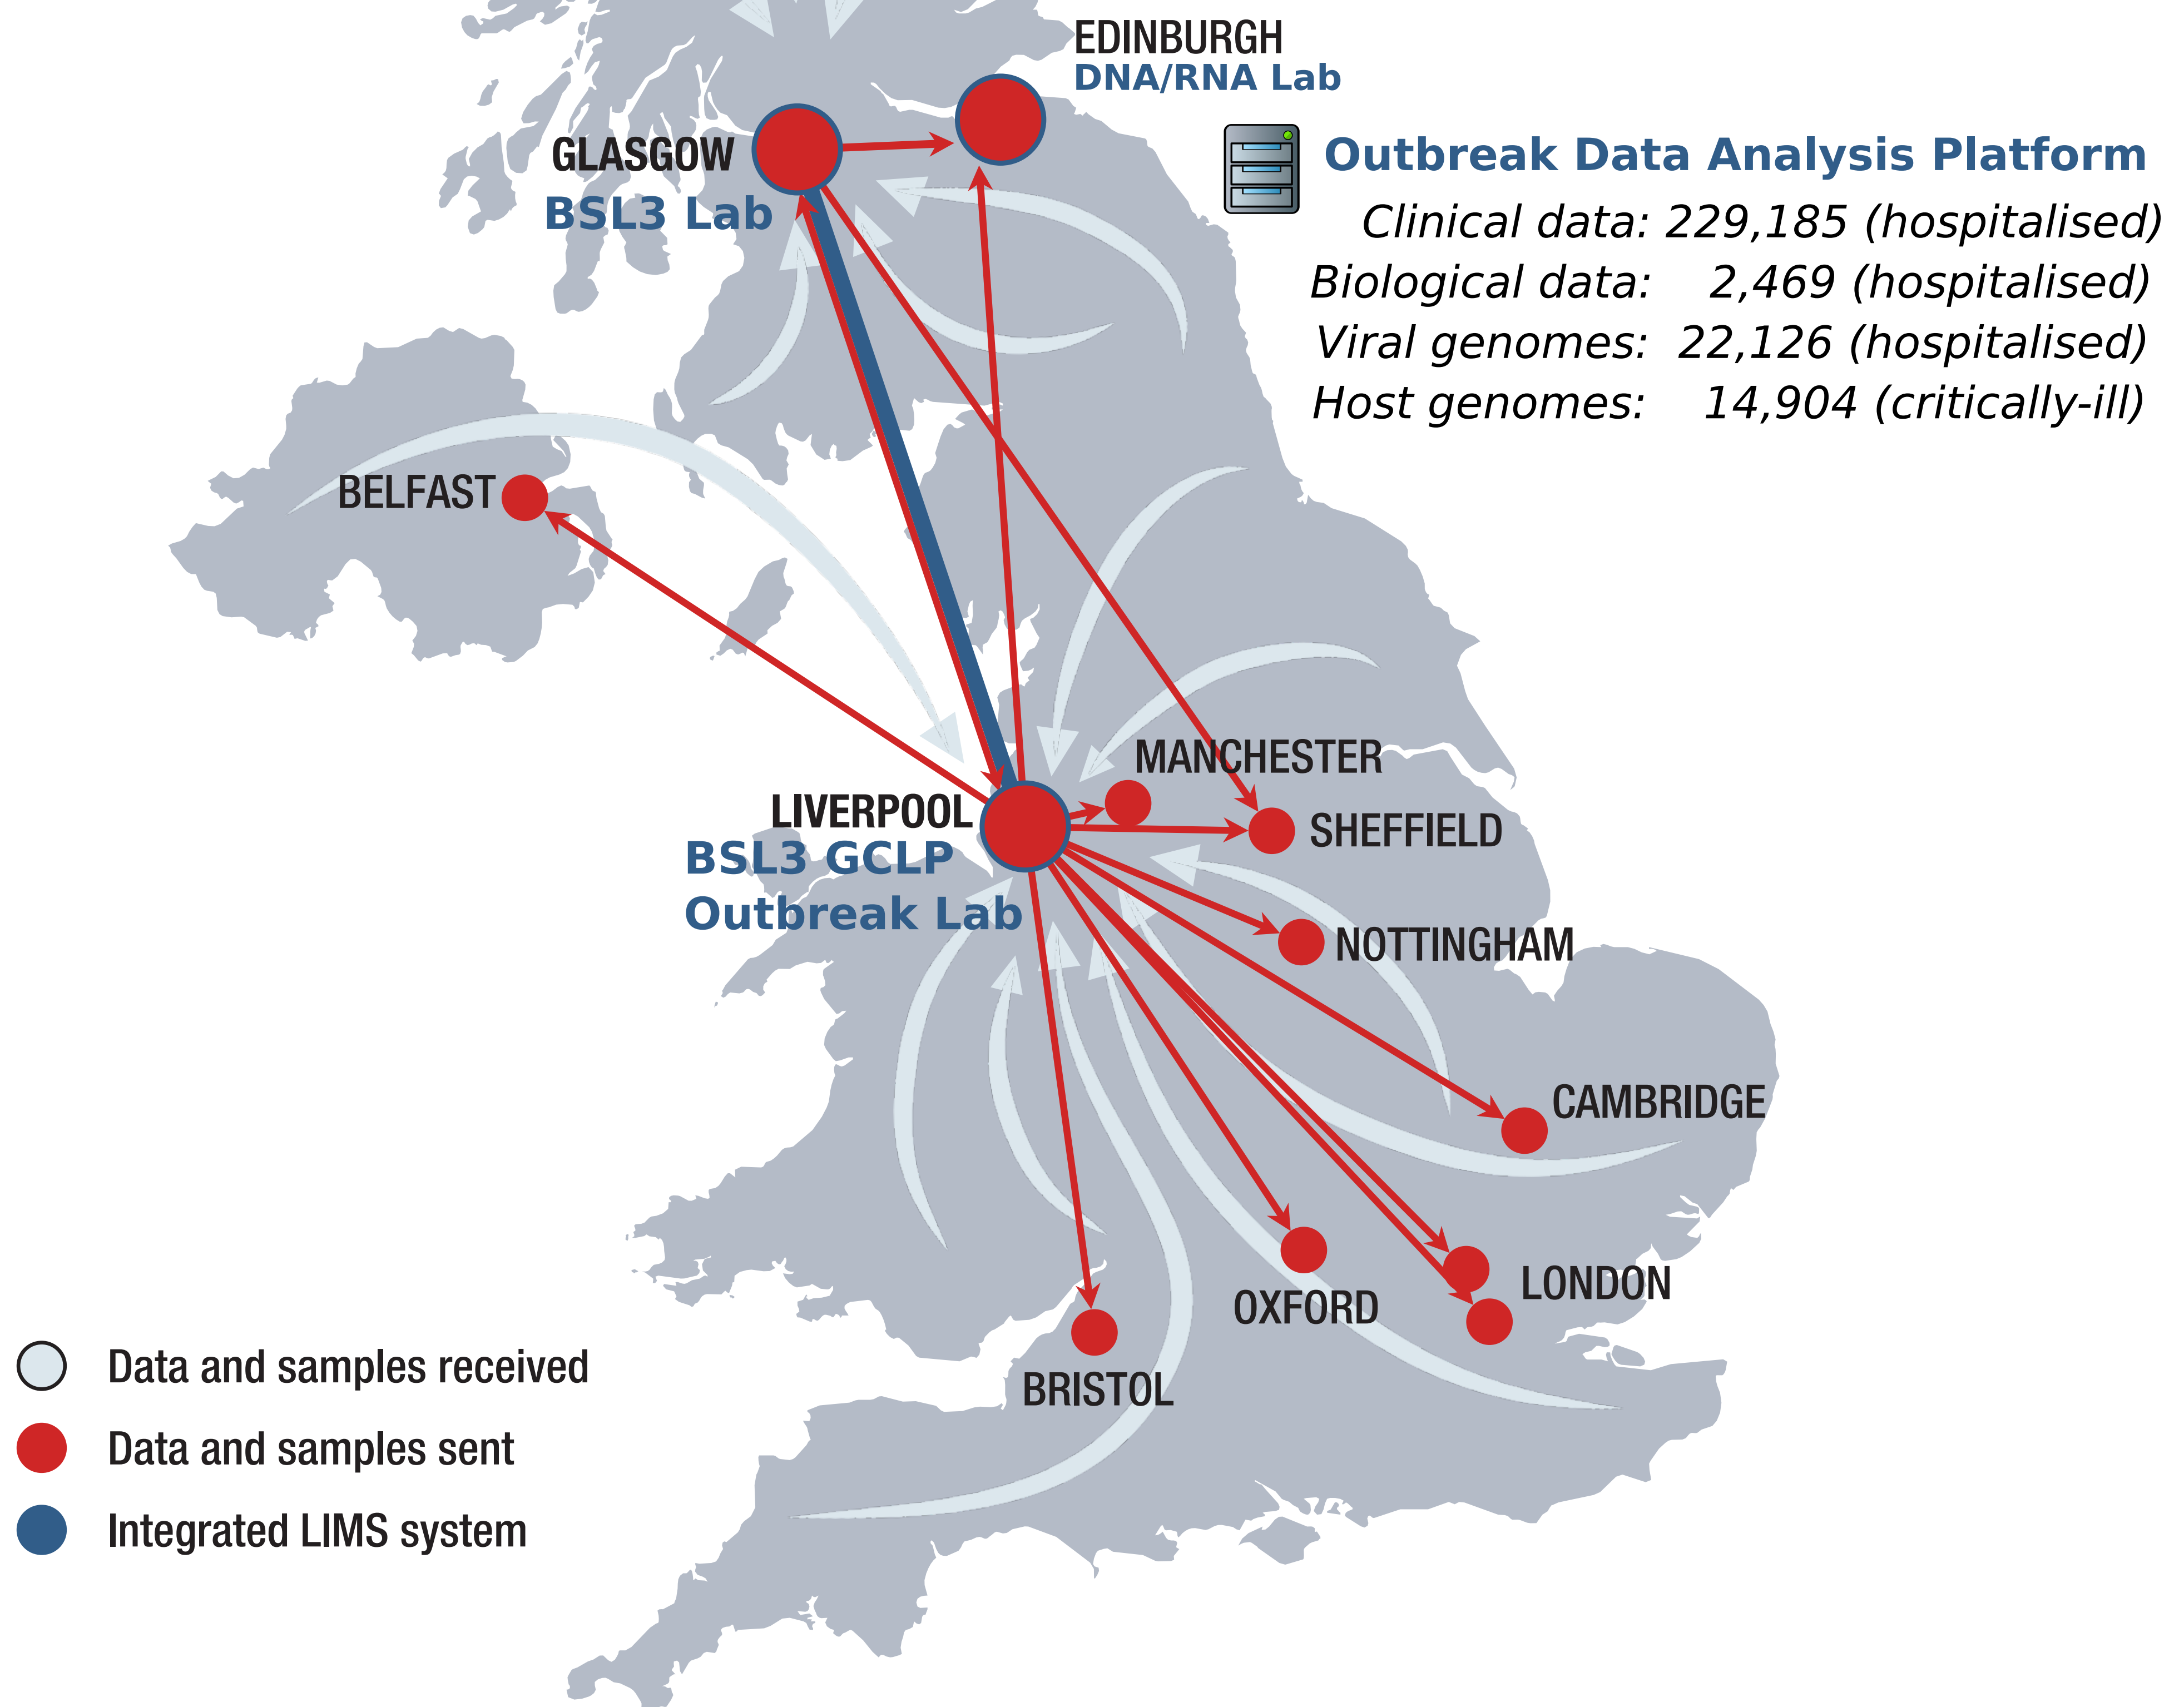 EDINBURGH
DNA/RNA Lab
GLASGOW
BSL3 Lab
Outbreak Data Analysis Platform
Clinical data: 229,185 (hospitalised)
Biological data: 2,469 (hospitalised)
Viral genomes: 22,126 (hospitalised)
Host genomes: 14,904 (critically-ill)
BELFAST
MANCHESTER
LIVERPOOL
BSL3 GCLP
Outbreak Lab
SHEFFIELD
NOTTINGHAM
CAMBRIDGE
LONDON
OXFORD
BRISTOL
Data and samples received
Data and samples sent
Integrated LIMS system